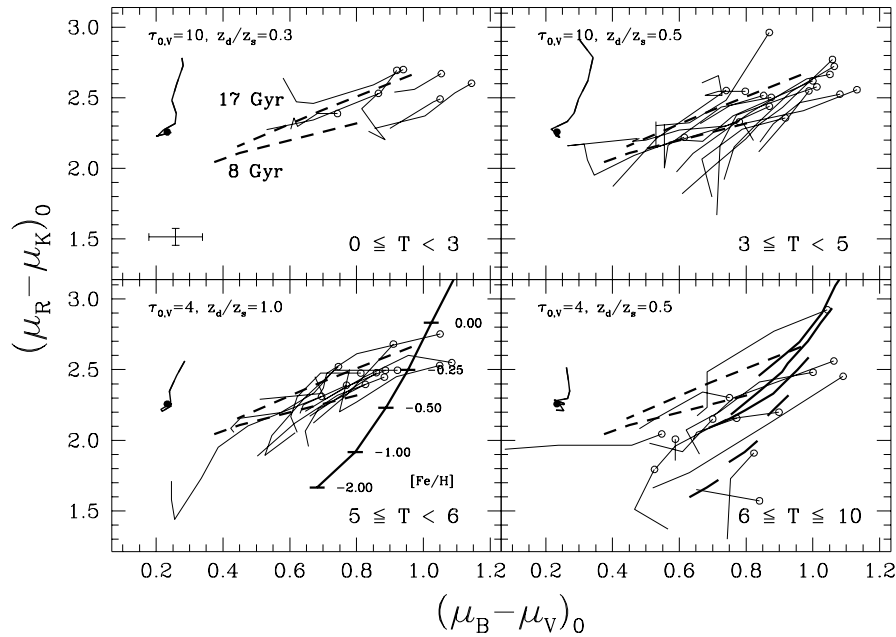 τ0,V=10, zd/zs=0.3
17 Gyr
8 Gyr
0 ≤ T < 3
τ0,V=10, zd/zs=0.5
3 ≤ T < 5
3.0
2.5
2.0
1.5
(μR−μK)0
τ0,V=4, zd/zs=1.0
0.00
−0.25
−0.50
−1.00
−2.00
[Fe/H]
5 ≤ T < 6
τ0,V=4, zd/zs=0.5
6 ≤ T ≤ 10
3.0
2.5
2.0
1.5
0.2 0.4 0.6 0.8 1.0 1.2 0.2 0.4 0.6 0.8 1.0 1.2
(μB−μV)0